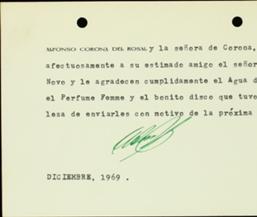 ALFONSO CORONA DEL ROSAL y la señora de Corona,
afectuosamente a su estimado amigo el señor
Novo y le agradecen cumplidamente el Agua d
el Perfume Femme y el bonito disco que tuv
leza de enviarles con motivo de la próxima
DICIEMBRE, 1969.